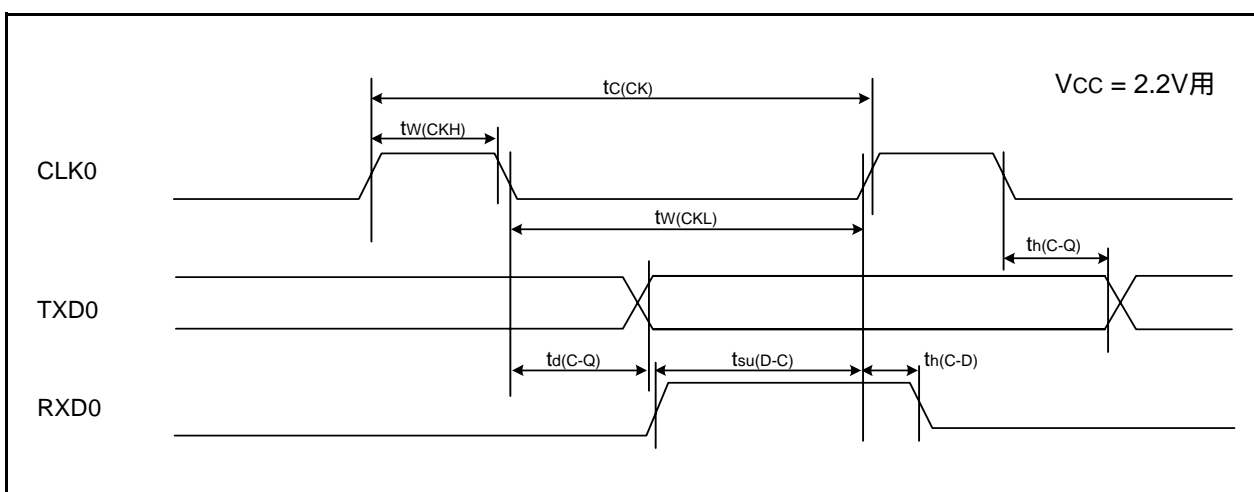 tC(CK)
VCC = 2.2V用
tW(CKH)
CLK0
tW(CKL)
th(C-Q)
TXD0
td(C-Q)
tsu(D-C)
th(C-D)
RXD0